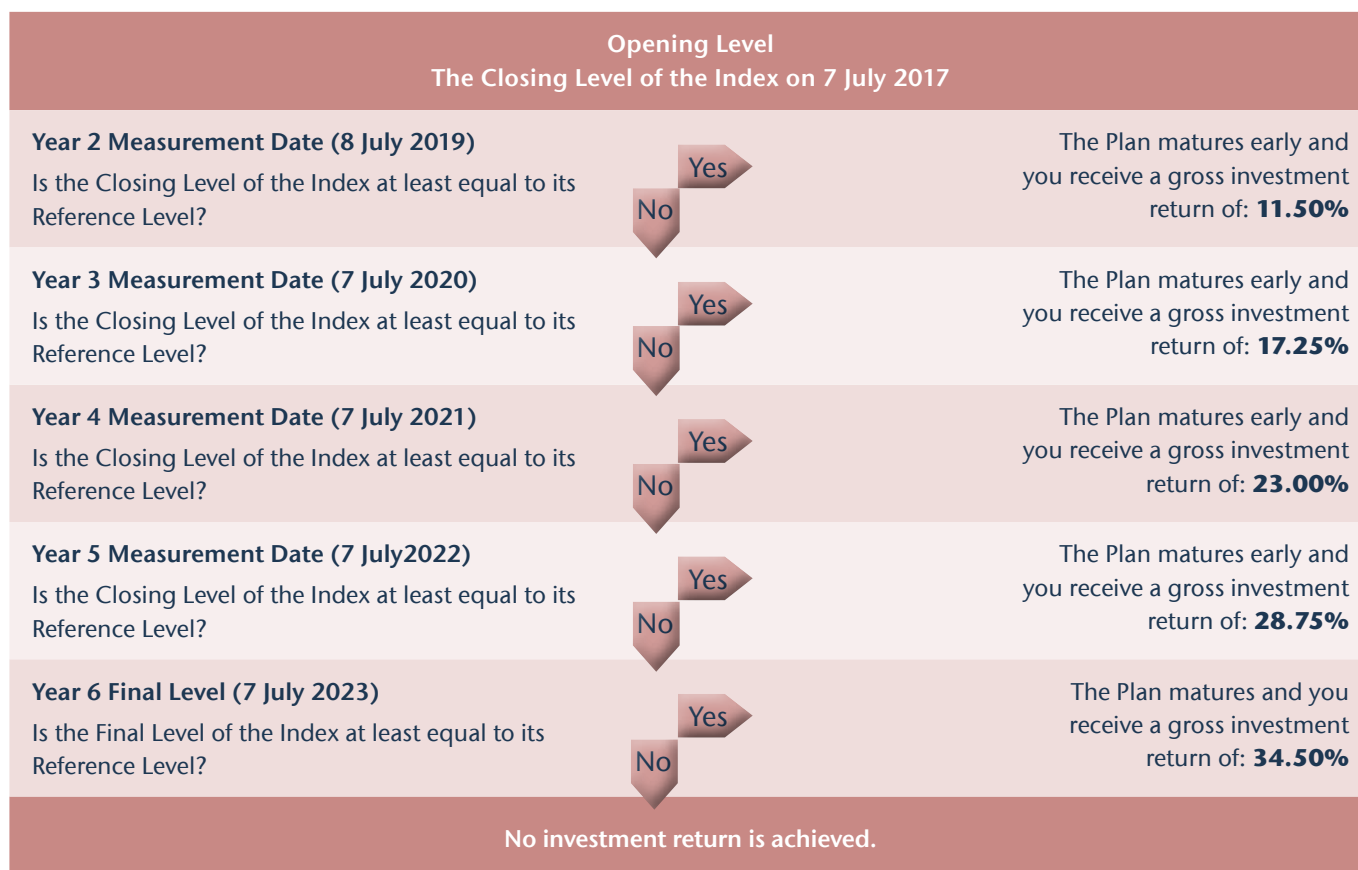 Opening Level
The Closing Level of the Index on 7 July 2017
Year 2 Measurement Date (8 July 2019)
Is the Closing Level of the Index at least equal to its
Reference Level?
Yes
No
The Plan matures early and
you receive a gross investment
return of: 11.50%
Year 3 Measurement Date (7 July 2020)
Is the Closing Level of the Index at least equal to its
Reference Level?
Yes
No
The Plan matures early and
you receive a gross investment
return of: 17.25%
Year 4 Measurement Date (7 July 2021)
Is the Closing Level of the Index at least equal to its
Reference Level?
Yes
No
The Plan matures early and
you receive a gross investment
return of: 23.00%
Year 5 Measurement Date (7 July2022)
Is the Closing Level of the Index at least equal to its
Reference Level?
Yes
No
The Plan matures early and
you receive a gross investment
return of: 28.75%
Year 6 Final Level (7 July 2023)
Is the Final Level of the Index at least equal to its
Reference Level?
Yes
No
The Plan matures and you
receive a gross investment
return of: 34.50%
No investment return is achieved.